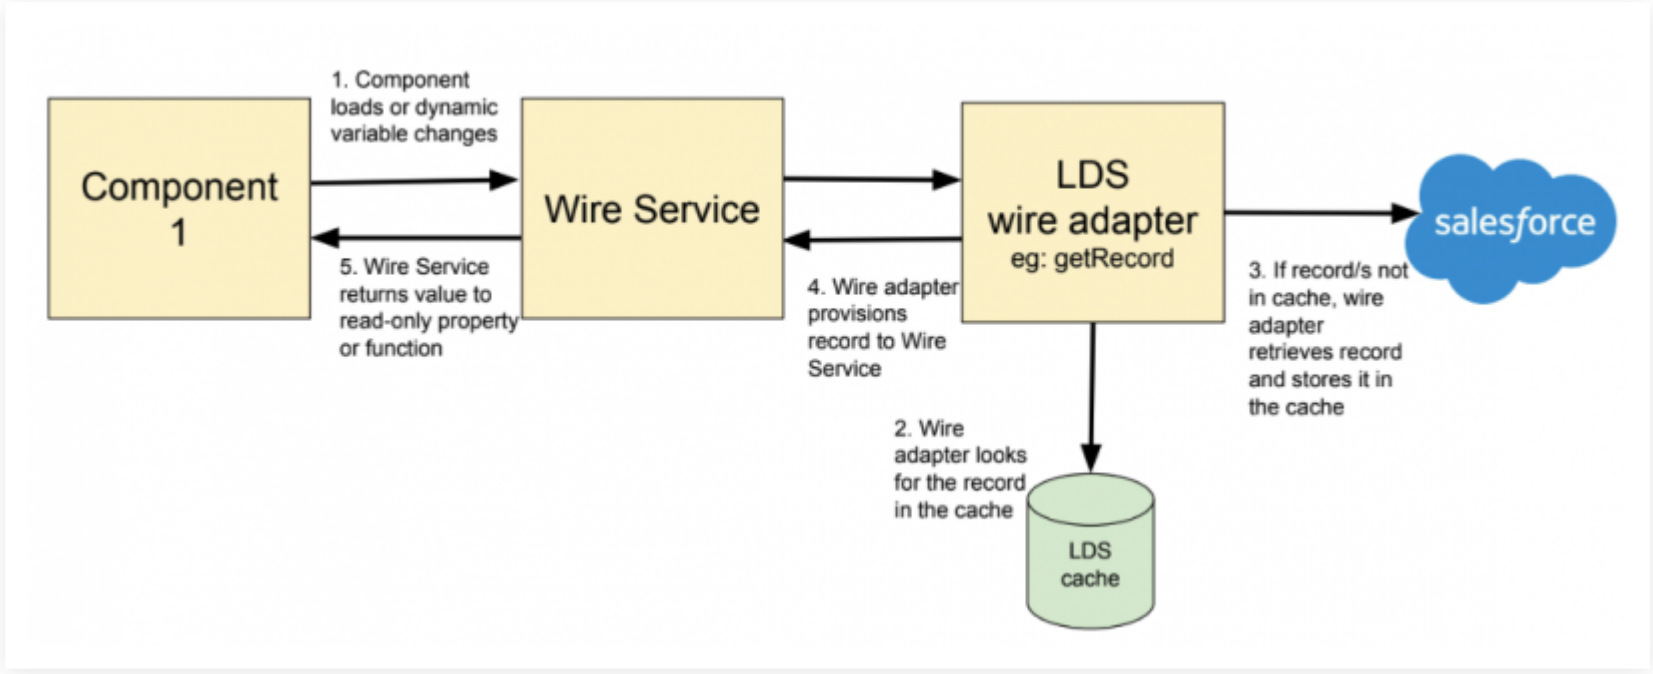 1. Component
loads or dynamic
variable changes
Component
1
Wire Service
LDS
wire adapter
eg: getRecord
salesforce
5. Wire Service
returns value to
read-only property
or function
4. Wire adapter
provisions
record to Wire
Service
3. If record/s not
in cache, wire
adapter
retrieves record
and stores it in
the cache
2. Wire
adapter looks
for the record
in the cache
LDS
cache